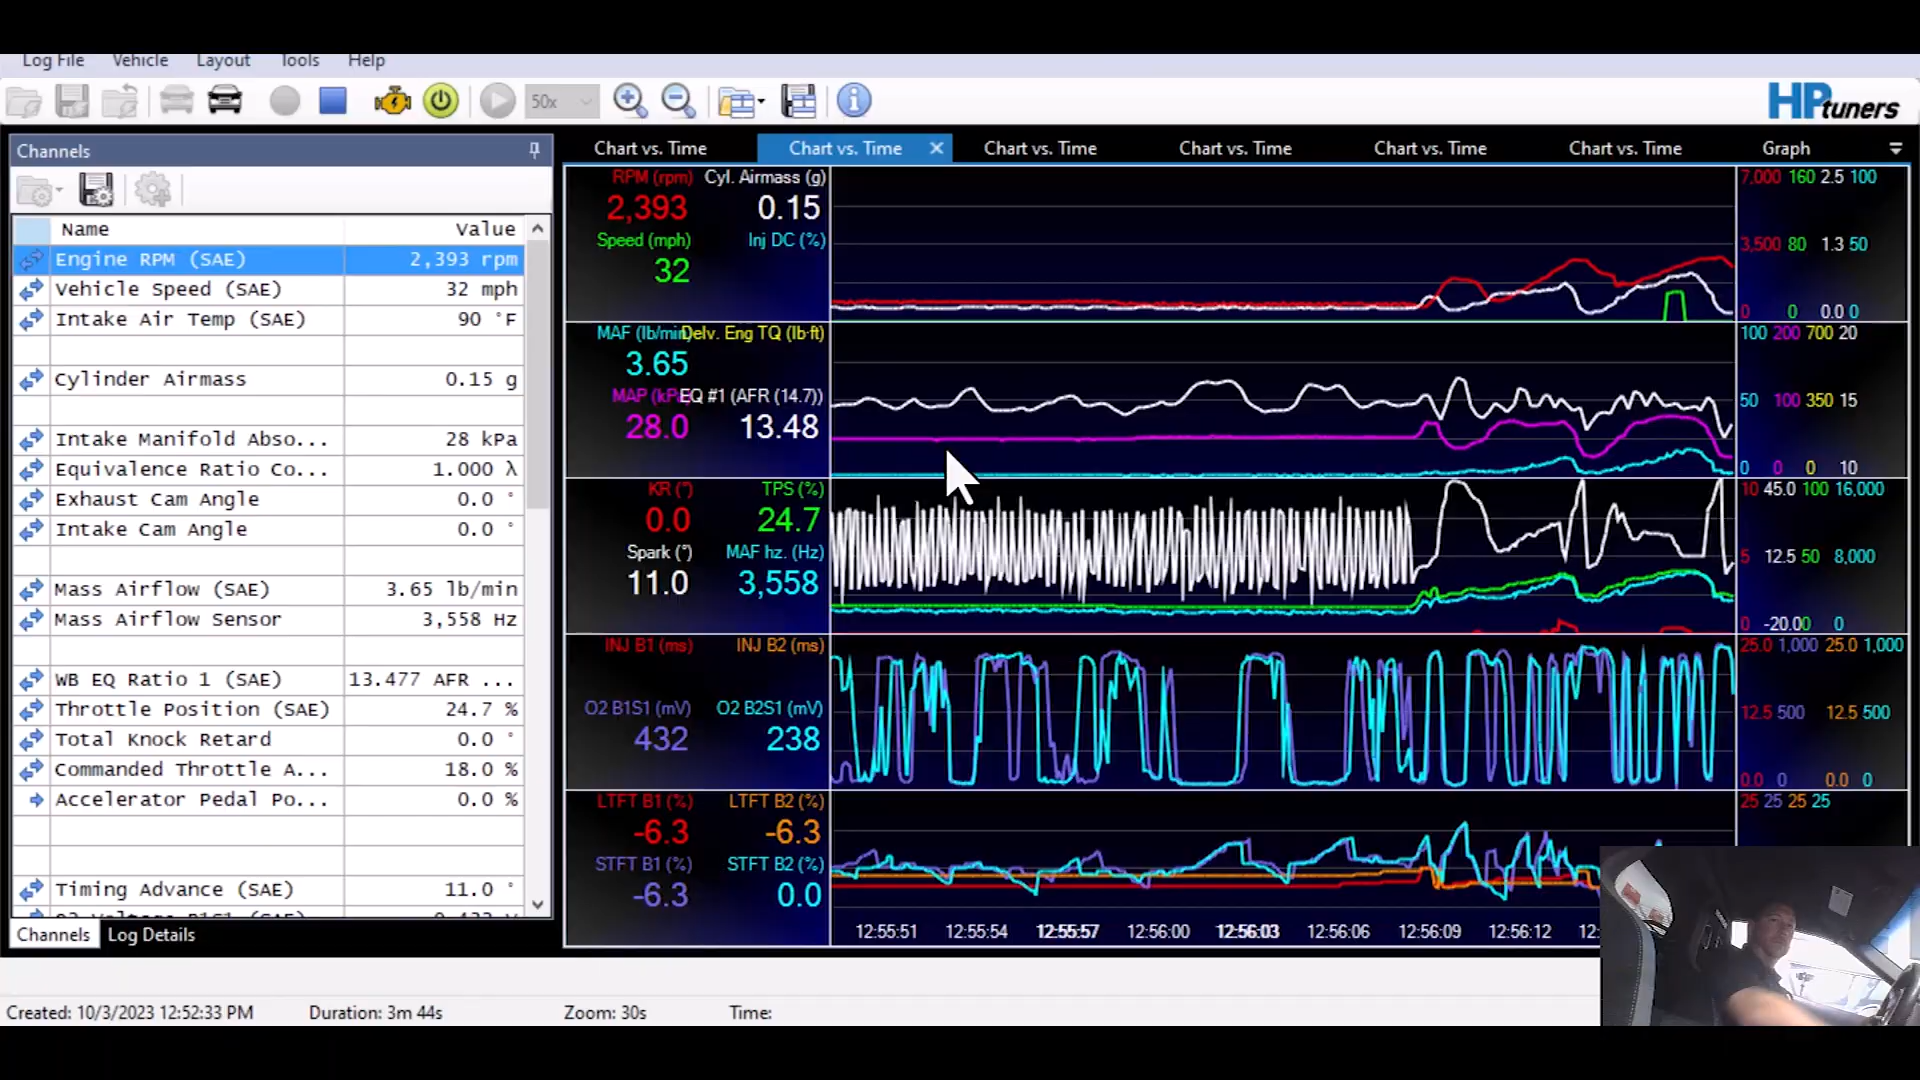 Log File Vehicle Layout Tools Help
50x
HPtuners
Channels
Chart vs. Time Chart vs. Time Chart vs. Time Chart vs. Time Chart vs. Time Chart vs. Time Graph
Name Value
Engine RPM (SAE) 2,393 rpm
Vehicle Speed (SAE) 32 mph
Intake Air Temp (SAE) 90 °F
Cylinder Airmass 0.15 g
Intake Manifold Abso... 28 kPa
Equivalence Ratio Co... 1.000 λ
Exhaust Cam Angle 0.0 °
Intake Cam Angle 0.0 °
Mass Airflow (SAE) 3.65 lb/min
Mass Airflow Sensor 3,558 Hz
WB EQ Ratio 1 (SAE) 13.477 AFR ...
Throttle Position (SAE) 24.7 %
Total Knock Retard 0.0 °
Commanded Throttle A... 18.0 %
Accelerator Pedal Po... 0.0 %
Timing Advance (SAE) 11.0 °
Channels Log Details
RPM (rpm) Cyl. Airmass (g)
2,393 0.15
Speed (mph) Inj DC (%)
32
7,000 160 2.5 100
3,500 80 1.3 50
0 0 0.0 0
MAF (lb/min) Delv. Eng TQ (lb·ft)
3.65
MAP (kPa) EQ #1 (AFR (14.7))
28.0 13.48
100 200 700 20
50 100 350 15
0 0 0 10
KR (°) TPS (%)
0.0 24.7
Spark (°) MAF hz. (Hz)
11.0 3,558
10 45.0 100 16,000
5 12.5 50 8,000
0 -20.0 0 0
INJ B1 (ms) INJ B2 (ms)
O2 B1S1 (mV) O2 B2S1 (mV)
432 238
25.0 1,000 25.0 1,000
12.5 500 12.5 500
0.0 0 0.0 0
LTFT B1 (%) LTFT B2 (%)
-6.3 -6.3
STFT B1 (%) STFT B2 (%)
-6.3 0.0
25 25 25 25
12:55:51 12:55:54 12:55:57 12:56:00 12:56:03 12:56:06 12:56:09 12:56:12 12:
Created: 10/3/2023 12:52:33 PM Duration: 3m 44s Zoom: 30s Time: